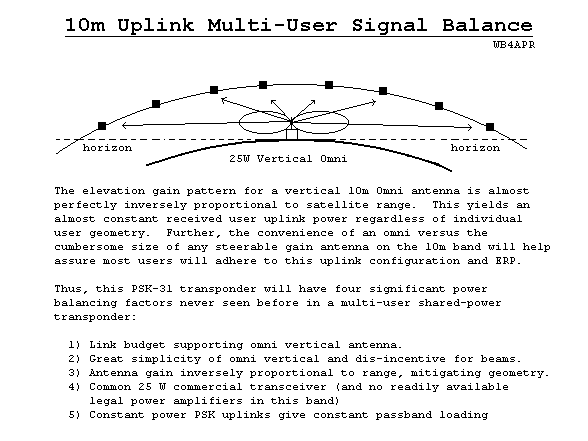 10m Uplink Multi-User Signal Balance
WB4APR
horizon
horizon
25W Vertical Omni
The elevation gain pattern for a vertical 10m Omni antenna is almost
perfectly inversely proportional to satellite range. This yields an
almost constant received user uplink power regardless of individual
user geometry. Further, the convenience of an omni versus the
cumbersome size of any steerable gain antenna on the 10m band will help
assure most users will adhere to this uplink configuration and ERP.
Thus, this PSK-31 transponder will have four significant power
balancing factors never seen before in a multi-user shared-power
transponder:
1) Link budget supporting omni vertical antenna.
2) Great simplicity of omni vertical and dis-incentive for beams.
3) Antenna gain inversely proportional to range, mitigating geometry.
4) Common 25 W commercial transceiver (and no readily available
legal power amplifiers in this band)
5) Constant power PSK uplinks give constant passband loading